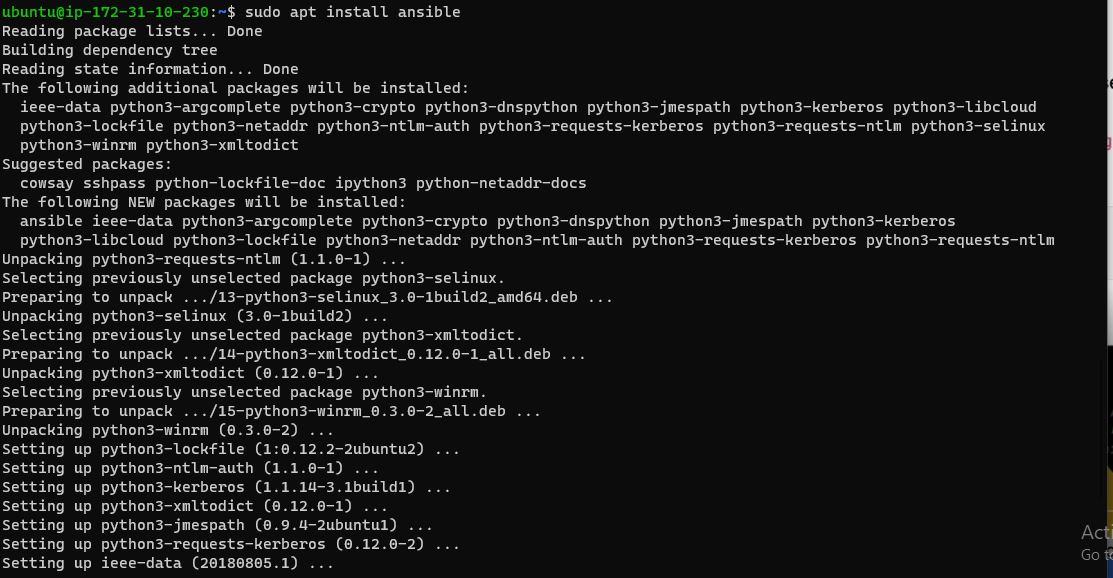 ubuntu@ip-172-31-10-230:~$ sudo apt install ansible
Reading package lists... Done
Building dependency tree
Reading state information... Done
The following additional packages will be installed:
  ieee-data python3-argcomplete python3-crypto python3-dnspython python3-jmespath python3-kerberos python3-libcloud
  python3-lockfile python3-netaddr python3-ntlm-auth python3-requests-kerberos python3-requests-ntlm python3-selinux
  python3-winrm python3-xmltodict
Suggested packages:
  cowsay sshpass python-lockfile-doc ipython3 python-netaddr-docs
The following NEW packages will be installed:
  ansible ieee-data python3-argcomplete python3-crypto python3-dnspython python3-jmespath python3-kerberos
  python3-libcloud python3-lockfile python3-netaddr python3-ntlm-auth python3-requests-kerberos python3-requests-ntlm
Unpacking python3-requests-ntlm (1.1.0-1) ...
Selecting previously unselected package python3-selinux.
Preparing to unpack .../13-python3-selinux_3.0-1build2_amd64.deb ...
Unpacking python3-selinux (3.0-1build2) ...
Selecting previously unselected package python3-xmltodict.
Preparing to unpack .../14-python3-xmltodict_0.12.0-1_all.deb ...
Unpacking python3-xmltodict (0.12.0-1) ...
Selecting previously unselected package python3-winrm.
Preparing to unpack .../15-python3-winrm_0.3.0-2_all.deb ...
Unpacking python3-winrm (0.3.0-2) ...
Setting up python3-lockfile (1:0.12.2-2ubuntu2) ...
Setting up python3-ntlm-auth (1.1.0-1) ...
Setting up python3-kerberos (1.1.14-3.1build1) ...
Setting up python3-xmltodict (0.12.0-1) ...
Setting up python3-jmespath (0.9.4-2ubuntu1) ...
Setting up python3-requests-kerberos (0.12.0-2) ...
Setting up ieee-data (20180805.1) ...
Acti
Go to